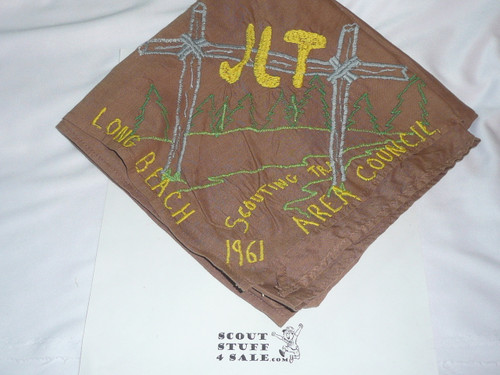 JLT
LONG BEACH
AREA COUNCIL
SCOUTING TR
1961
SCOUT
STUFF
4 SALE.COM